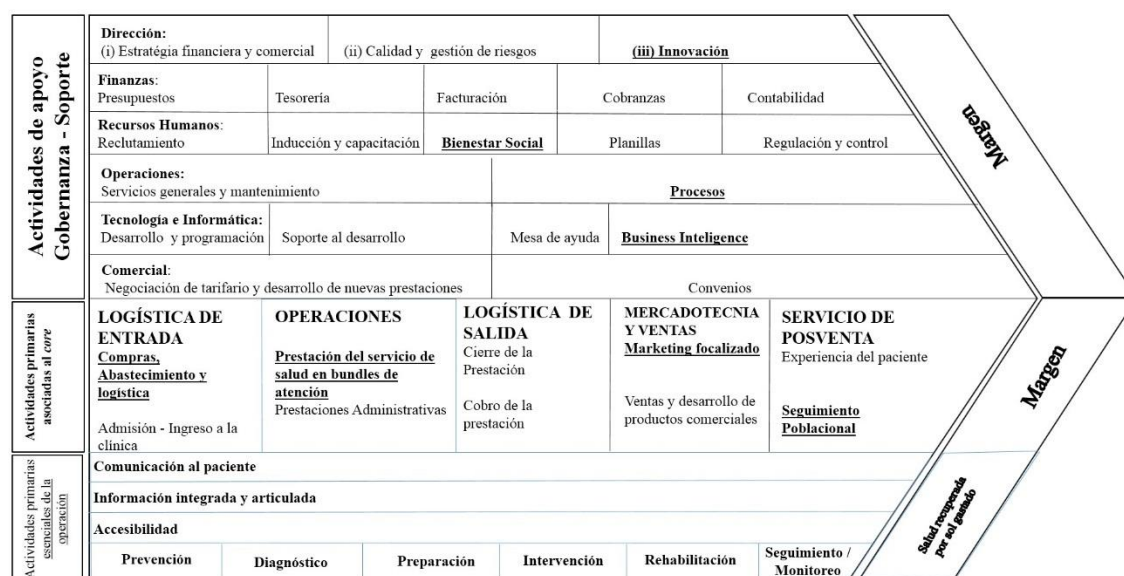 Actividades de apoyo
Gobernanza - Soporte
Dirección:
(i) Estratégia financiera y comercial
(ii) Calidad y gestión de riesgos
(iii) Innovación
Finanzas:
Presupuestos
Tesorería
Facturación
Cobranzas
Contabilidad
Recursos Humanos:
Reclutamiento
Inducción y capacitación
Bienestar Social
Planillas
Regulación y control
Operaciones:
Servicios generales y mantenimiento
Procesos
Tecnología e Informática:
Desarrollo y programación
Soporte al desarrollo
Mesa de ayuda
Business Inteligence
Comercial:
Negociación de tarifario y desarrollo de nuevas prestaciones
Convenios
Margen
Actividades primarias
asociadas al core
LOGÍSTICA DE
ENTRADA
Compras,
Abastecimiento y
logística
Admisión - Ingreso a la
clínica
OPERACIONES
Prestación del servicio de
salud en bundles de
atención
Prestaciones Administrativas
LOGÍSTICA DE
SALIDA
Cierre de la
Prestación
Cobro de la
prestación
MERCADOTECNIA
Y VENTAS
Marketing focalizado
Ventas y desarrollo de
productos comerciales
SERVICIO DE
POSVENTA
Experiencia del paciente
Seguimiento
Poblacional
Margen
Actividades primarias
esenciales de la
operación
Comunicación al paciente
Información integrada y articulada
Accesibilidad
Prevención
Diagnóstico
Preparación
Intervención
Rehabilitación
Seguimiento /
Monitoreo
Salud recuperada
por sol gastado